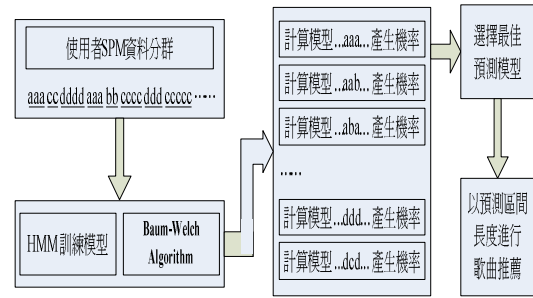 使用者SPM資料分群
aaa cc dddd aaa bb cccc ddd ccccc ……
HMM訓練模型
Baum-Welch
Algorithm
計算模型...aaa... 產生機率
計算模型...aab... 產生機率
計算模型...aba... 產生機率
……
計算模型...ddd... 產生機率
計算模型...dcd... 產生機率
選擇最佳
預測模型
以預測區間
長度進行
歌曲推薦